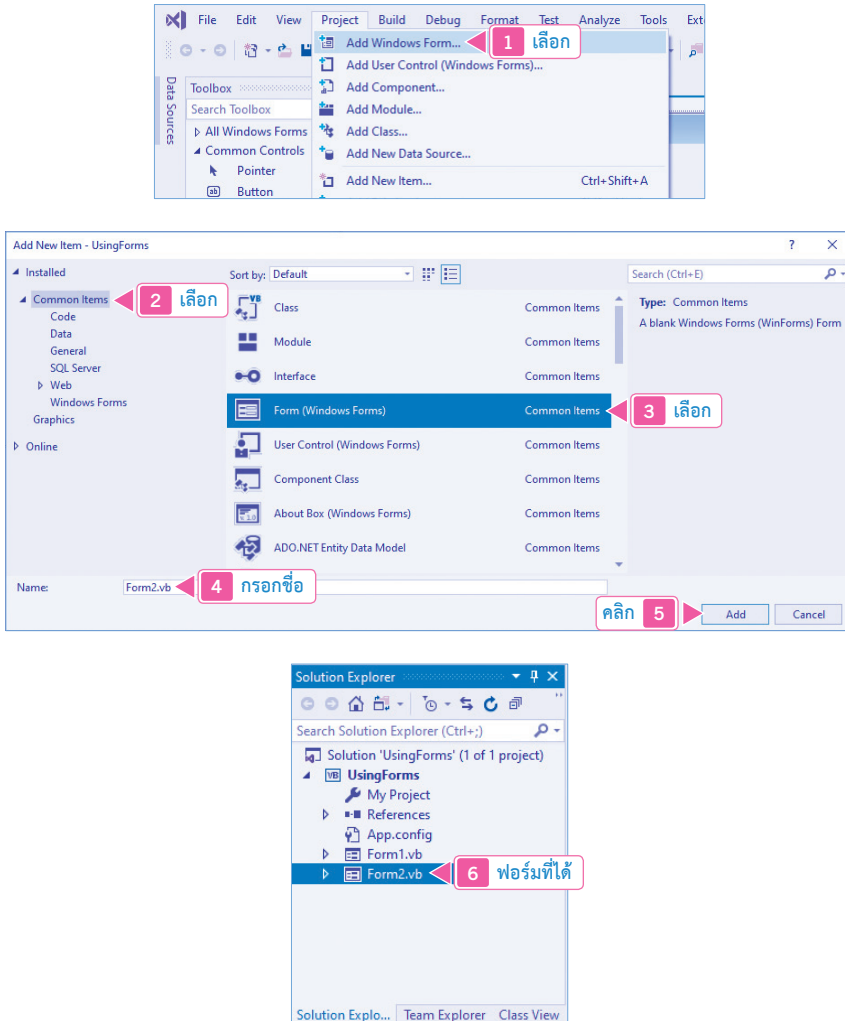 File Edit View Project Build Debug Format Test Analyze Tools Ext
Add Windows Form... 1 เลือก
Add User Control (Windows Forms)...
Toolbox
Add Component...
Data Sources
Search Toolbox
Add Module...
All Windows Forms
Add Class...
Common Controls
Add New Data Source...
Pointer
Add New Item... Ctrl+Shift+A
Button
Add New Item - UsingForms ?
Installed
Sort by: Default
Search (Ctrl+E)
Common Items 2 เลือก
Code
Data
General
SQL Server
Web
Windows Forms
Graphics
Online
VB Class Common Items
Module Common Items
Interface Common Items
Form (Windows Forms) Common Items 3 เลือก
User Control (Windows Forms) Common Items
Component Class Common Items
About Box (Windows Forms) Common Items
ADO.NET Entity Data Model Common Items
Type: Common Items
A blank Windows Forms (WinForms) Form
Name: Form2.vb 4 กรอกชื่อ
คลิก 5 Add Cancel
Solution Explorer
Search Solution Explorer (Ctrl+;)
Solution 'UsingForms' (1 of 1 project)
VB UsingForms
My Project
References
App.config
Form1.vb
Form2.vb 6 ฟอร์มที่ได้
Solution Explo... Team Explorer Class View